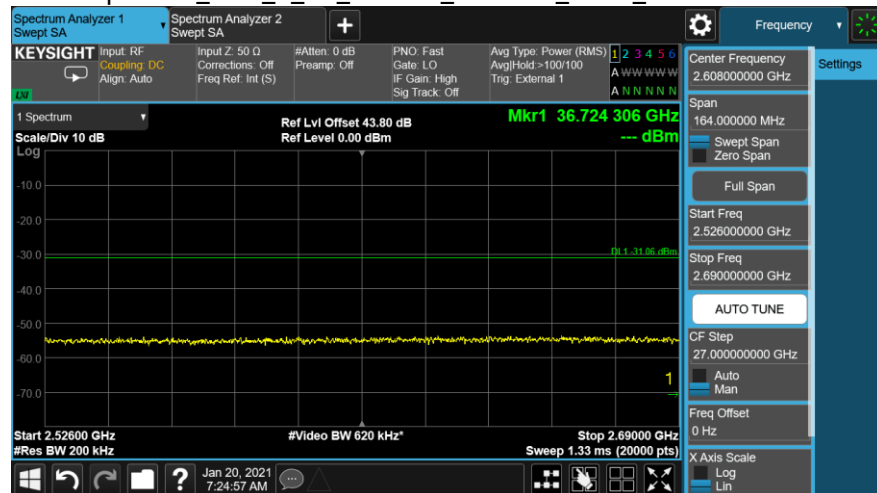 Spectrum Analyzer 1
Swept SA
Spectrum Analyzer 2
Swept SA
Frequency
KEYSIGHT
Input: RF
Coupling: DC
Align: Auto
Input Z: 50 Ω
Corrections: Off
Freq Ref: Int (S)
#Atten: 0 dB
Preamp: Off
PNO: Fast
Gate: LO
IF Gain: High
Sig Track: Off
Avg Type: Power (RMS)
Avg|Hold:>100/100
Trig: External 1
1 2 3 4 5 6
A W W W W W
A N N N N N
LXI
1 Spectrum
Scale/Div 10 dB
Log
Ref Lvl Offset 43.80 dB
Ref Level 0.00 dBm
Mkr1 36.724 306 GHz
--- dBm
-10.0
-20.0
-30.0
DL1 -31.06 dBm
-40.0
-50.0
-60.0
1
-70.0
Start 2.52600 GHz
#Res BW 200 kHz
#Video BW 620 kHz*
Stop 2.69000 GHz
Sweep 1.33 ms (20000 pts)
Center Frequency
2.608000000 GHz
Settings
Span
164.000000 MHz
Swept Span
Zero Span
Full Span
Start Freq
2.526000000 GHz
Stop Freq
2.690000000 GHz
AUTO TUNE
CF Step
27.000000000 GHz
Auto
Man
Freq Offset
0 Hz
X Axis Scale
Log
Lin
?
Jan 20, 2021
7:24:57 AM